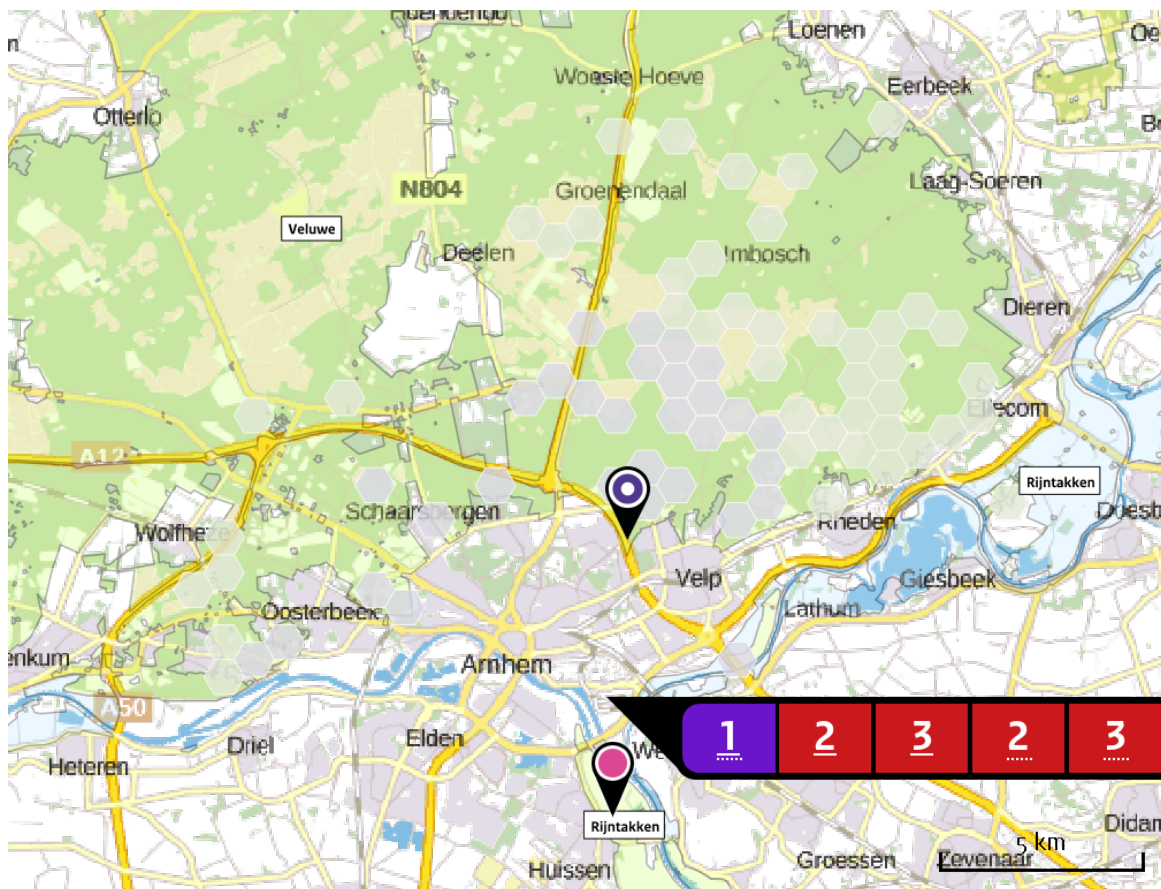 Loenen
Woeste Hoeve
Eerbeek
Otterlo
N804
Groenendaal
Laag-Soeren
Veluwe
Deelen
Imbosch
Dieren
Ellecom
A12
Rijntakken
Schaarsbergen
Wolfheze
Rheden
Velp
Giesbeek
Oosterbeek
Lathum
enkum
Arnhem
A50
Driel
Elden
1 2 3 2 3
We
Heteren
Rijntakken
Didam
5 km
Huissen
Groessen
Zevenaar